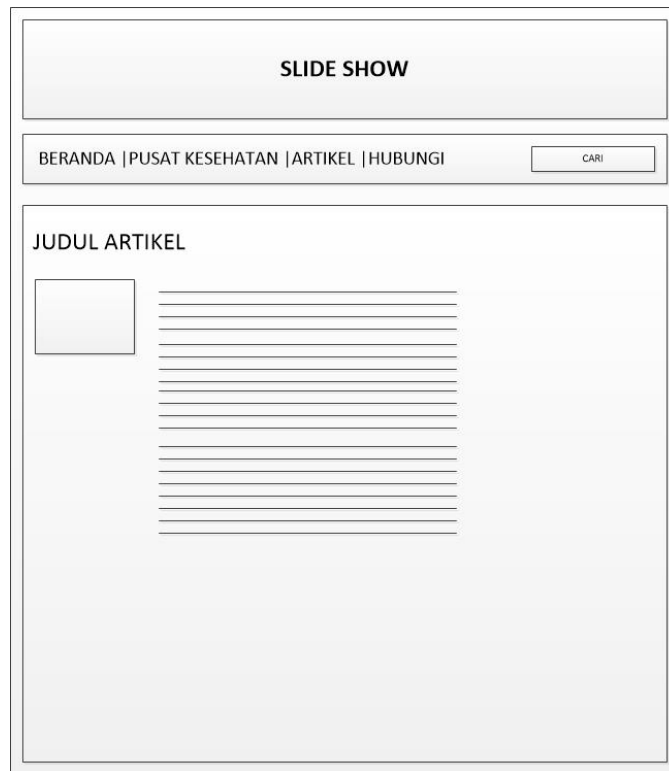 SLIDE SHOW
BERANDA |PUSAT KESEHATAN |ARTIKEL |HUBUNGI
CARI
JUDUL ARTIKEL